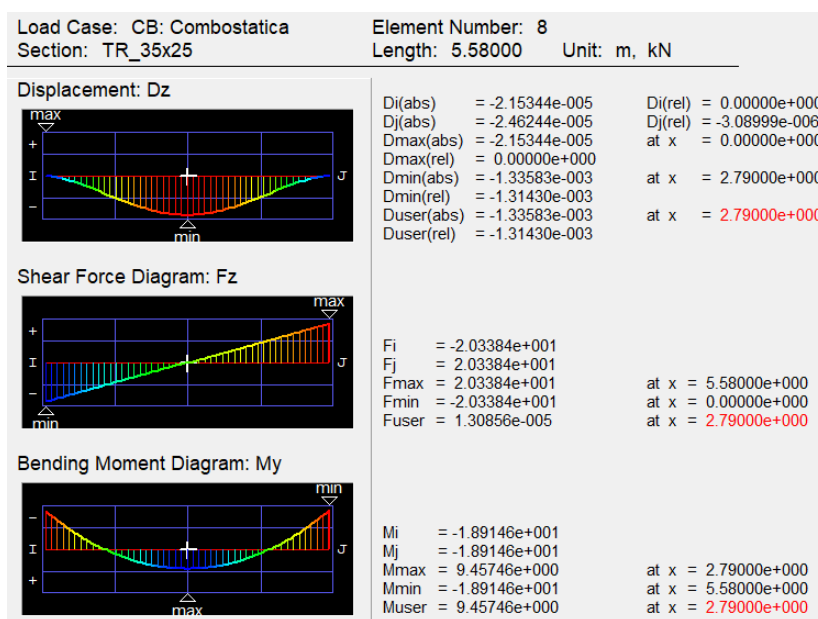 Load Case: CB: Combostatica Element Number: 8
Section: TR_35x25 Length: 5.58000 Unit: m, kN
Displacement: Dz
max
+
I J
−
min
Di(abs) = -2.15344e-005 Di(rel) = 0.00000e+000
Dj(abs) = -2.46244e-005 Dj(rel) = -3.08999e-006
Dmax(abs) = -2.15344e-005 at x = 0.00000e+000
Dmax(rel) = 0.00000e+000
Dmin(abs) = -1.33583e-003 at x = 2.79000e+000
Dmin(rel) = -1.31430e-003
Duser(abs) = -1.33583e-003 at x = 2.79000e+000
Duser(rel) = -1.31430e-003
Shear Force Diagram: Fz
max
+
I J
−
min
Fi = -2.03384e+001
Fj = 2.03384e+001
Fmax = 2.03384e+001 at x = 5.58000e+000
Fmin = -2.03384e+001 at x = 0.00000e+000
Fuser = 1.30856e-005 at x = 2.79000e+000
Bending Moment Diagram: My
min
−
I J
+
max
Mi = -1.89146e+001
Mj = -1.89146e+001
Mmax = 9.45746e+000 at x = 2.79000e+000
Mmin = -1.89146e+001 at x = 5.58000e+000
Muser = 9.45746e+000 at x = 2.79000e+000